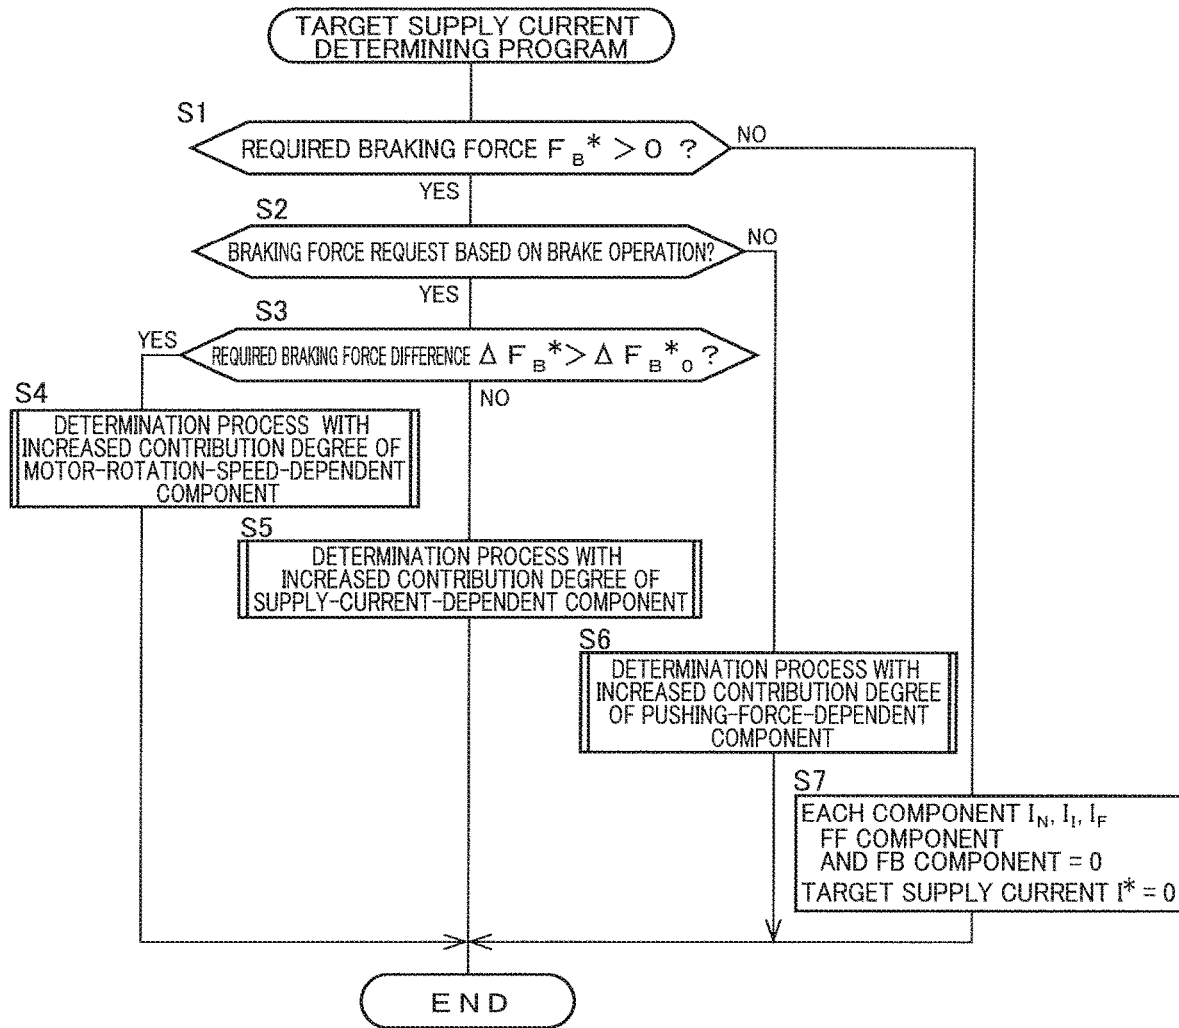 TARGET SUPPLY CURRENT
DETERMINING PROGRAM
S1
REQUIRED BRAKING FORCE F_B* > 0 ?
NO
YES
S2
BRAKING FORCE REQUEST BASED ON BRAKE OPERATION?
NO
YES
S3
YES
REQUIRED BRAKING FORCE DIFFERENCE Δ F_B* > Δ F_B*_0 ?
NO
S4
DETERMINATION PROCESS WITH
INCREASED CONTRIBUTION DEGREE OF
MOTOR-ROTATION-SPEED-DEPENDENT
COMPONENT
S5
DETERMINATION PROCESS WITH
INCREASED CONTRIBUTION DEGREE OF
SUPPLY-CURRENT-DEPENDENT COMPONENT
S6
DETERMINATION PROCESS WITH
INCREASED CONTRIBUTION DEGREE
OF PUSHING-FORCE-DEPENDENT
COMPONENT
S7
EACH COMPONENT I_N, I_I, I_F
FF COMPONENT
AND FB COMPONENT = 0
TARGET SUPPLY CURRENT I* = 0
END